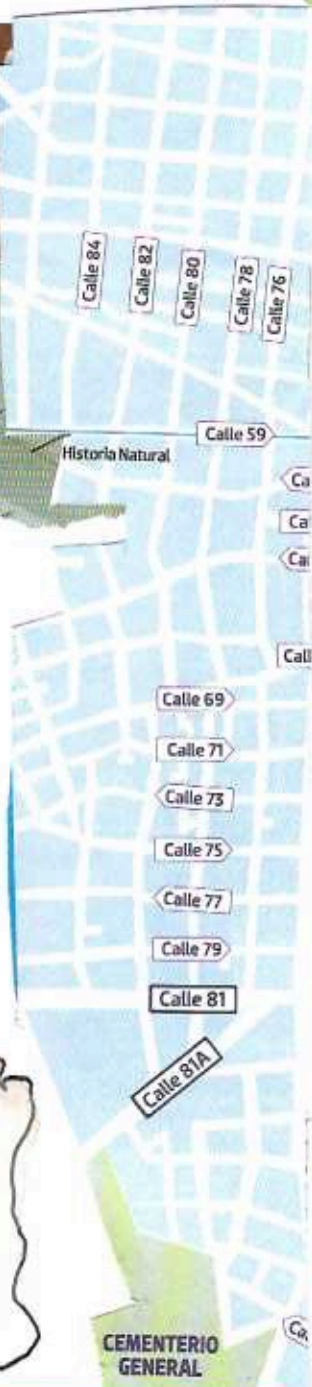 Calle 84
Calle 82
Calle 80
Calle 78
Calle 76
Calle 59
Historia Natural
Calle 69
Calle 71
Calle 73
Calle 75
Calle 77
Calle 79
Calle 81
Calle 81A
CEMENTERIO
GENERAL